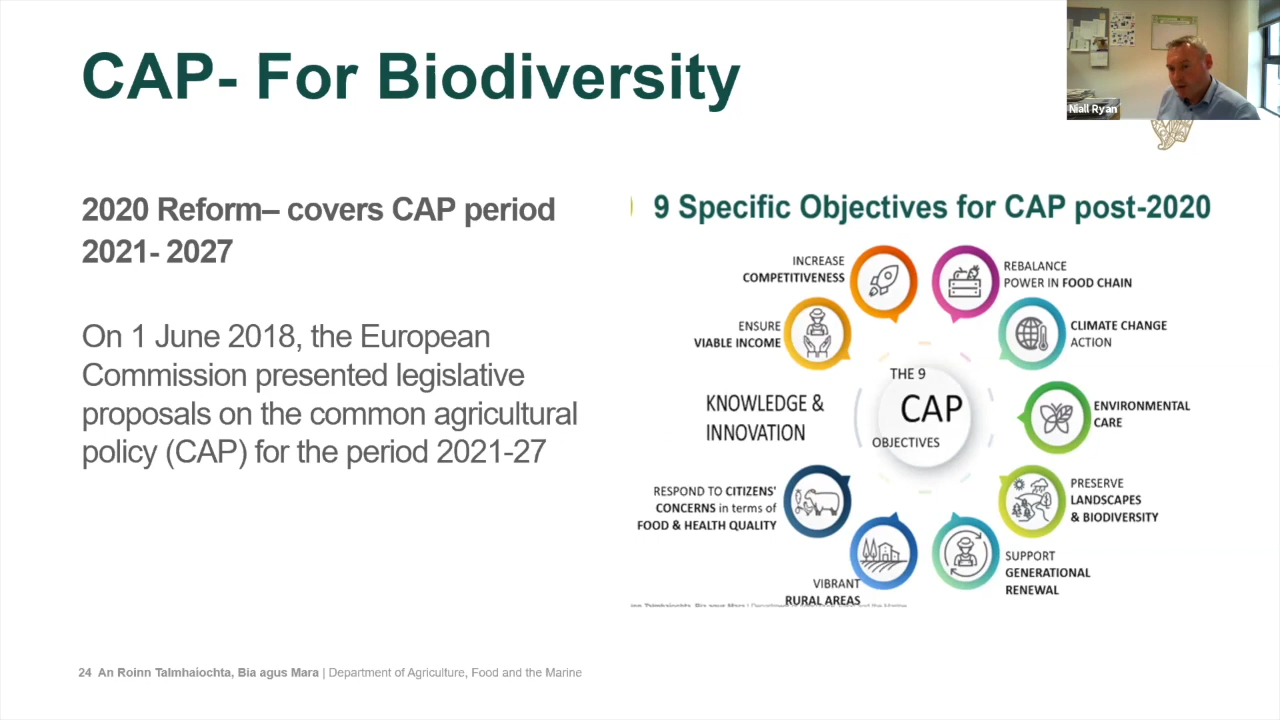 CAP- For Biodiversity
Niall Ryan
2020 Reform– covers CAP period
2021- 2027
On 1 June 2018, the European
Commission presented legislative
proposals on the common agricultural
policy (CAP) for the period 2021-27
9 Specific Objectives for CAP post-2020
INCREASE
COMPETITIVENESS
REBALANCE
POWER IN FOOD CHAIN
ENSURE
VIABLE INCOME
CLIMATE CHANGE
ACTION
THE 9
CAP
OBJECTIVES
KNOWLEDGE &
INNOVATION
ENVIRONMENTAL
CARE
RESPOND TO CITIZENS'
CONCERNS in terms of
FOOD & HEALTH QUALITY
PRESERVE
LANDSCAPES
& BIODIVERSITY
VIBRANT
RURAL AREAS
SUPPORT
GENERATIONAL
RENEWAL
24 An Roinn Talmhaíochta, Bia agus Mara | Department of Agriculture, Food and the Marine